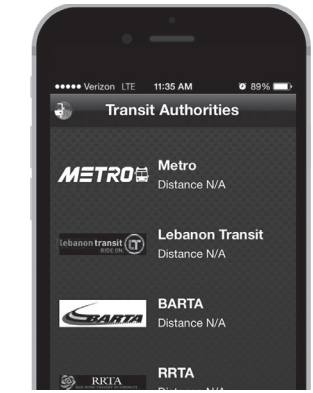 Verizon LTE 11:35 AM 89%
Transit Authorities
METRO
Metro
Distance N/A
lebanon transit LT
RIDE ON.
Lebanon Transit
Distance N/A
BARTA
BARTA
Distance N/A
RRTA
RRTA
Distance N/A